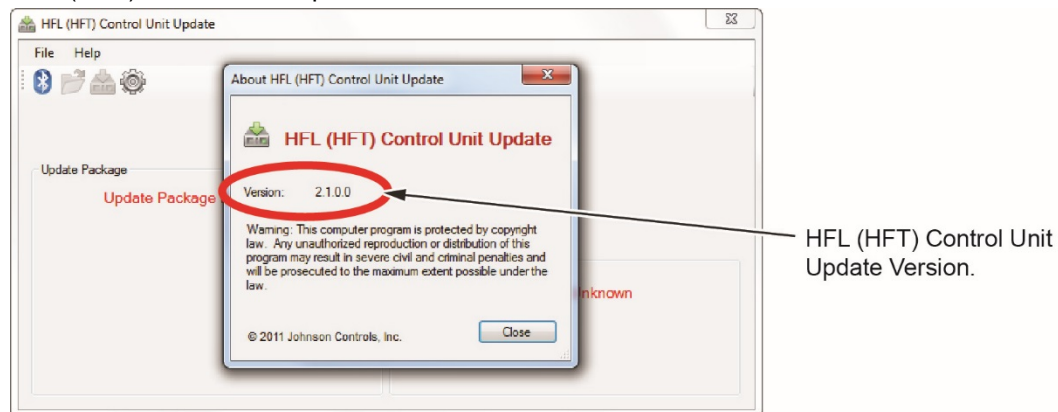 HFL (HFT) Control Unit Update
File Help
About HFL (HFT) Control Unit Update
HFL (HFT) Control Unit Update
Update Package
Update Package
Version: 2.1.0.0
Warning: This computer program is protected by copyright
law. Any unauthorized reproduction or distribution of this
program may result in severe civil and criminal penalties and
will be prosecuted to the maximum extent possible under the
law.
nknown
© 2011 Johnson Controls, Inc.
Close
HFL (HFT) Control Unit
Update Version.